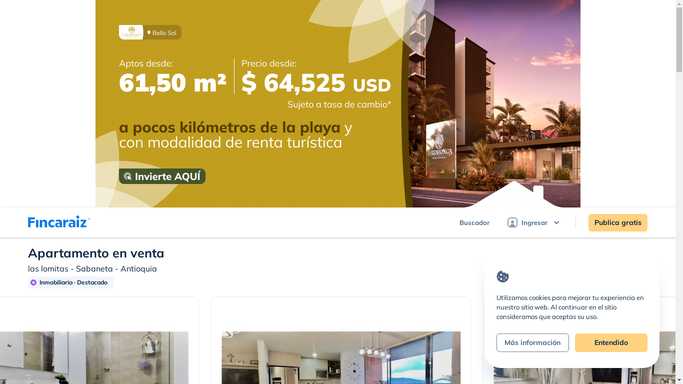 Bello Sol
Aptos desde:
61,50 m²
Precio desde:
$ 64,525 USD
Sujeto a tasa de cambio*
a pocos kilómetros de la playa y
con modalidad de renta turística
Invierte AQUÍ
Fincaraiz
Buscador
Ingresar
Publica gratis
Apartamento en venta
las lomitas - Sabaneta - Antioquia
Inmobiliaria · Destacado
Utilizamos cookies para mejorar tu experiencia en
nuestro sitio web. Al continuar en el sitio
consideramos que aceptas su uso.
Más información
Entendido